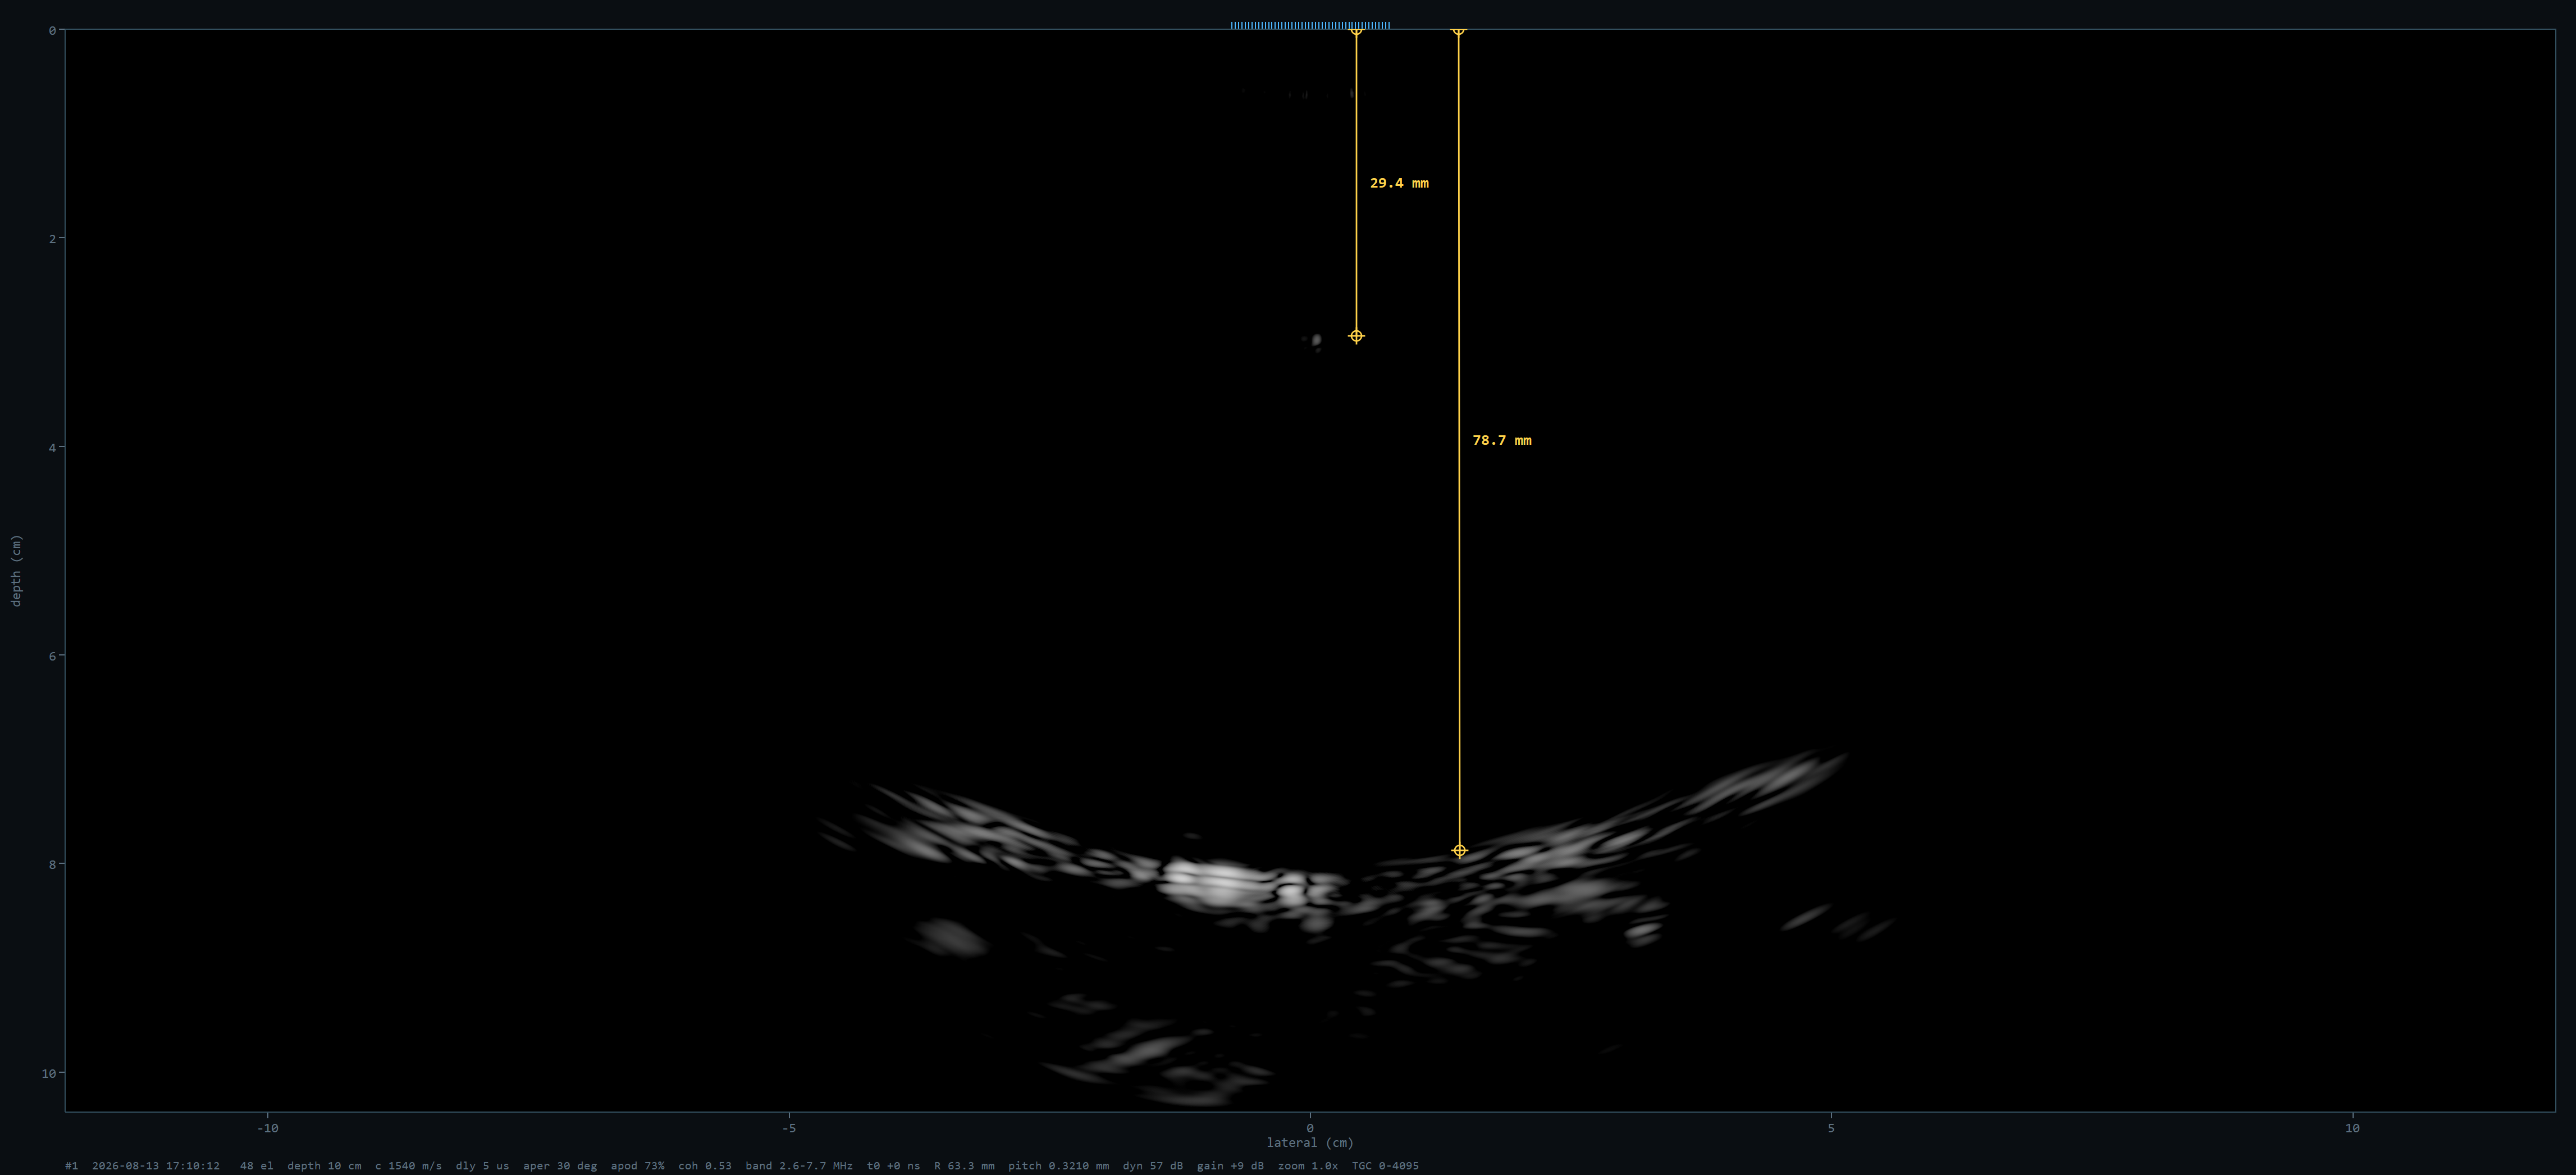 0
29.4 mm
2
4
78.7 mm
depth (cm)
6
8
10
-10
-5
0
5
10
lateral (cm)
#1  2026-08-13 17:10:12  48 el  depth 10 cm  c 1540 m/s  dly 5 us  aper 30 deg  apod 73%  coh 0.53  band 2.6-7.7 MHz  t0 +0 ns  R 63.3 mm  pitch 0.3210 mm  dyn 57 dB  gain +9 dB  zoom 1.0x  TGC 0-4095